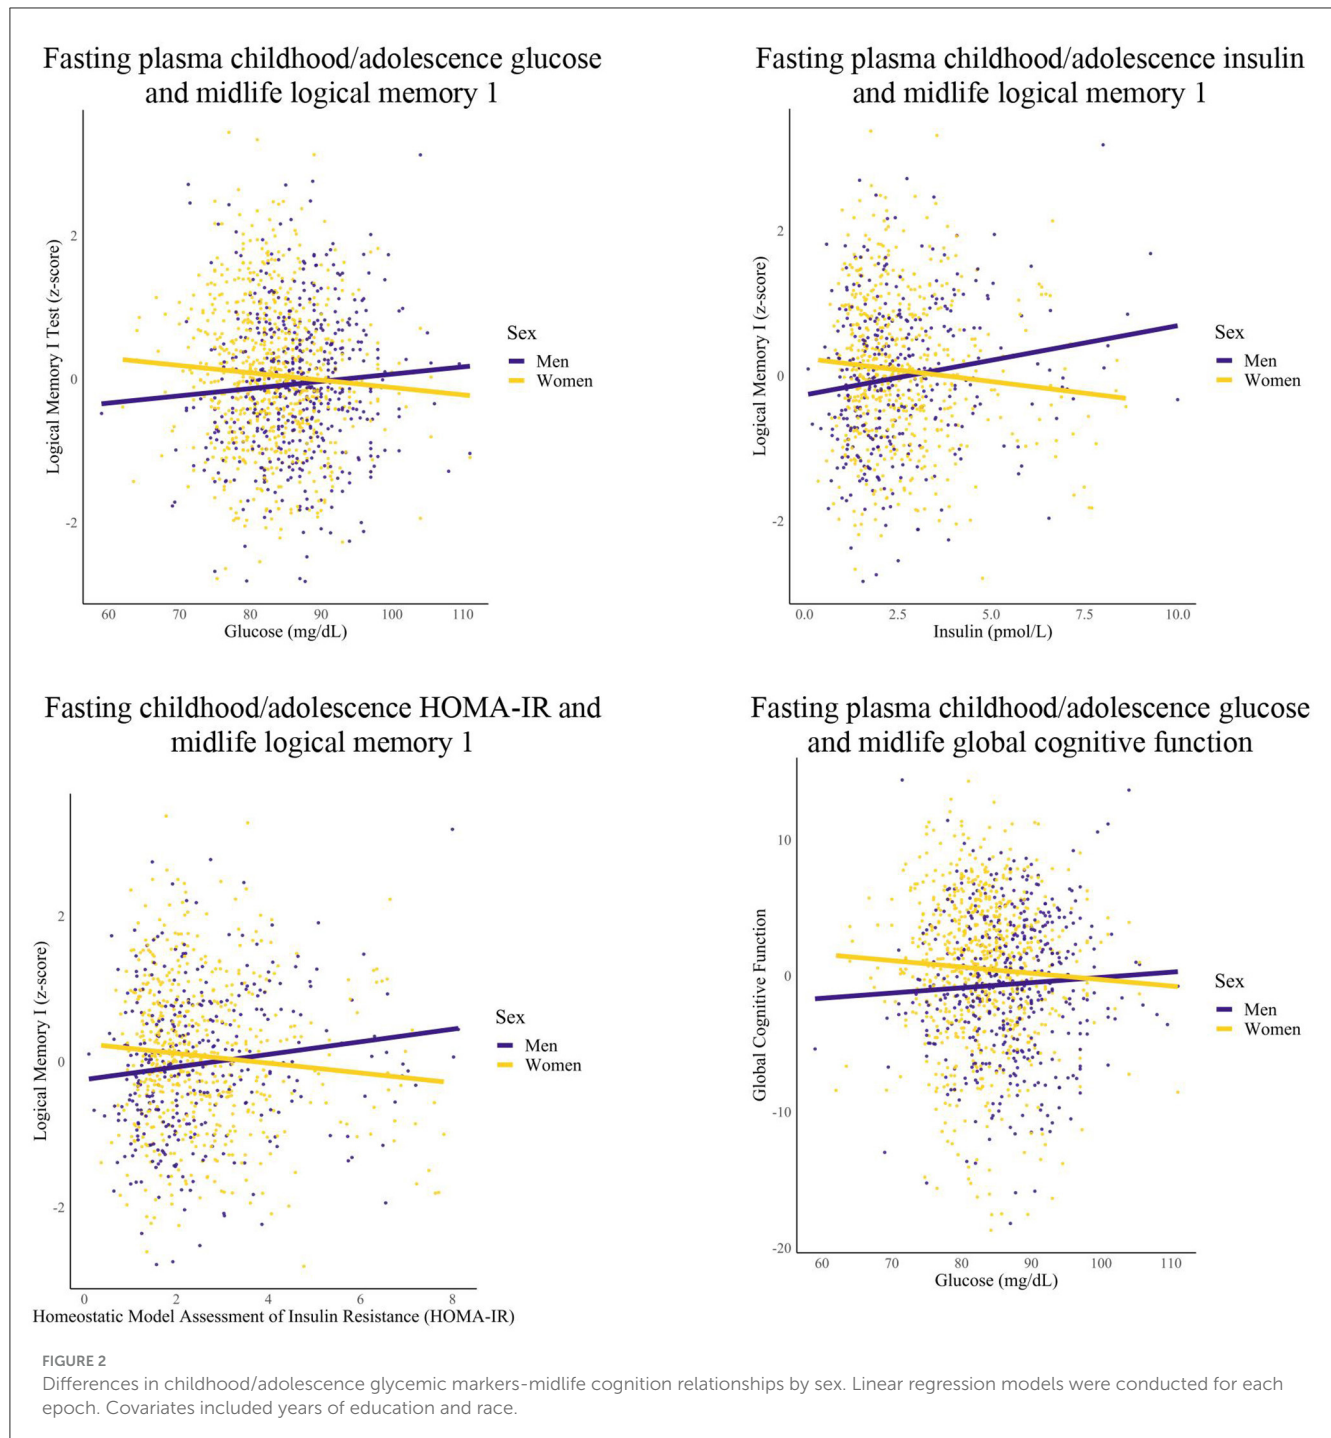 Fasting plasma childhood/adolescence glucose
and midlife logical memory 1
Logical Memory I Test (z-score)
2
0
-2
60 70 80 90 100 110
Glucose (mg/dL)
Sex
Men
Women
Fasting plasma childhood/adolescence insulin
and midlife logical memory 1
Logical Memory I (z-score)
2
0
-2
0.0 2.5 5.0 7.5 10.0
Insulin (pmol/L)
Sex
Men
Women
Fasting childhood/adolescence HOMA-IR and
midlife logical memory 1
Logical Memory I (z-score)
2
0
-2
0 2 4 6 8
Homeostatic Model Assessment of Insulin Resistance (HOMA-IR)
Sex
Men
Women
Fasting plasma childhood/adolescence glucose
and midlife global cognitive function
Global Cognitive Function
10
0
-10
-20
60 70 80 90 100 110
Glucose (mg/dL)
Sex
Men
Women
FIGURE 2
Differences in childhood/adolescence glycemic markers-midlife cognition relationships by sex. Linear regression models were conducted for each
epoch. Covariates included years of education and race.